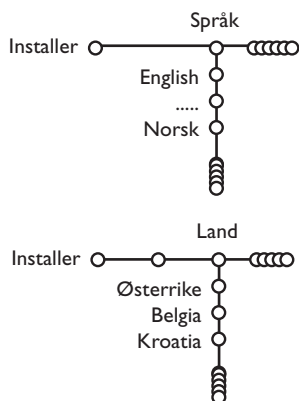 Språk
Installer
English
.....
Norsk
Land
Installer
Østerrike
Belgia
Kroatia